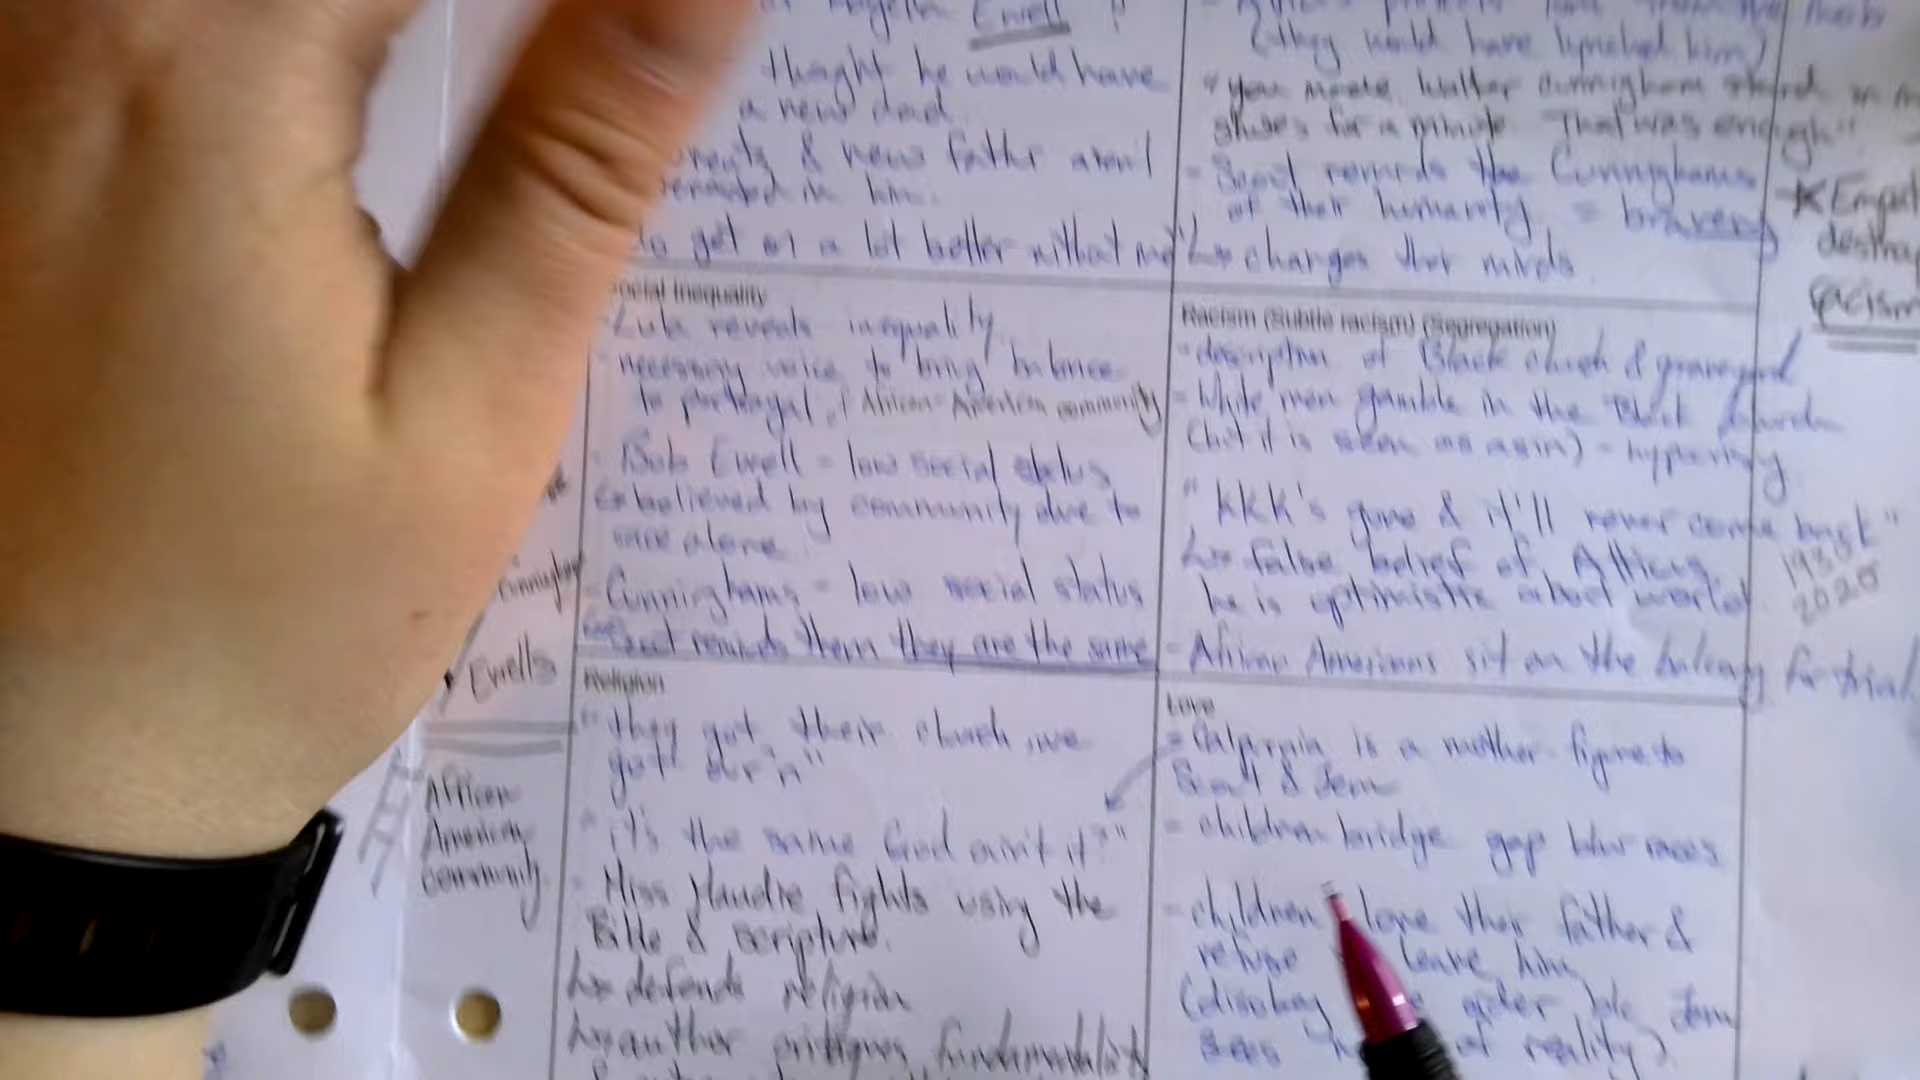 Ewell
thought he would have
a new dad.
& new father aren't
in him.
do get on a lot better without me"
(they would have lynched him)
"You made Walter Cunningham stand in
shoes for a minute. That was enough"
- Scout reminds the Cunninghams
of their humanity = bravery
↳ changes their minds
destroy
racism
Social Inequality
- Lula reveals inequality
necessary voice to bring balance
to portrayal (African-American community
- Bob Ewell = low social status
believed by community due to
race alone
- Cunninghams = low social status
Scout reminds them they are the same
Racism (Subtle racism) (Segregation)
- description of Black church & graveyard
- White men gamble in the Black church
(but it is seen as a sin) - hypocrisy
"KKK's gone & it'll never come back"
↳ false belief of Atticus
he is optimistic about world
1935
2020
- African Americans sit on the balcony for trial
Ewells
African
American
community
Religion
"they got their church, we
got our'n"
"it's the same God ain't it?"
- Miss Maudie fights using the
Bible & scripture.
↳ defends religion
↳ author critiques fundamentalist
Love
- Calpurnia is a mother-figure to
Scout & Jem
- children bridge gap btw races
- children love their father &
refuse leave him
Jem
sees of reality).